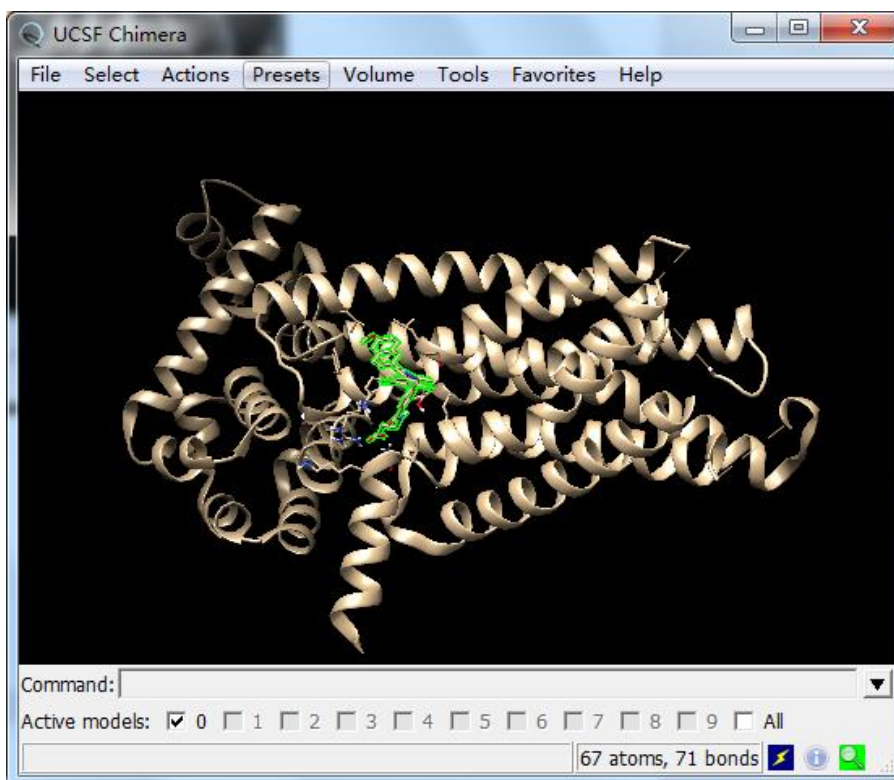 UCSF Chimera
File Select Actions Presets Volume Tools Favorites Help
Command:
Active models: 0 1 2 3 4 5 6 7 8 9 All
67 atoms, 71 bonds